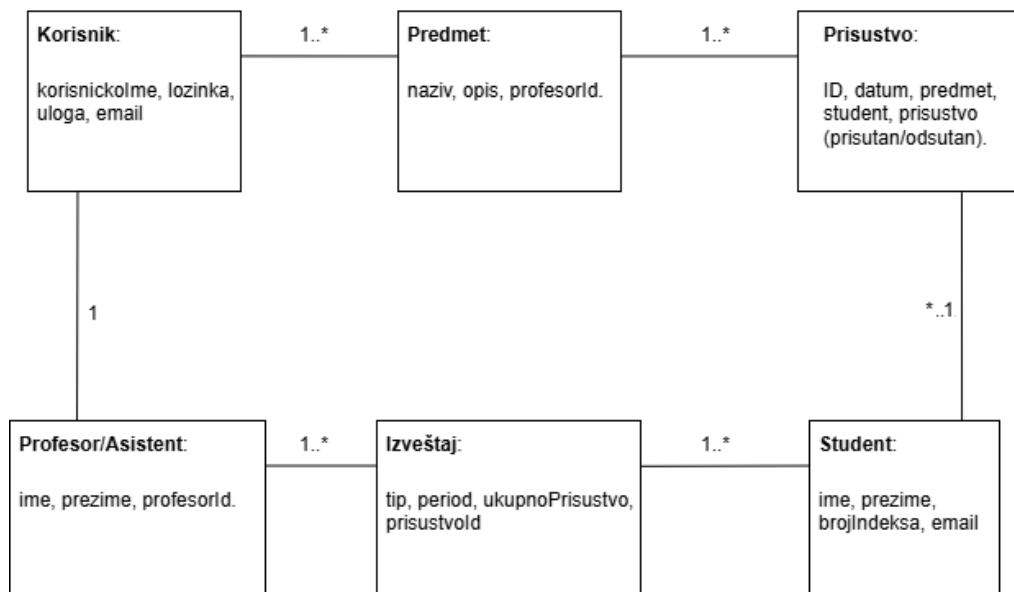 Korisnik:
korisnickoIme, lozinka,
uloga, email
1..*
Predmet:
naziv, opis, profesorId.
1..*
Prisustvo:
ID, datum, predmet,
student, prisustvo
(prisutan/odsutan).
1
*..1
Profesor/Asistent:
ime, prezime, profesorId.
1..*
Izveštaj:
tip, period, ukupnoPrisustvo,
prisustvoId
1..*
Student:
ime, prezime,
brojIndeksa, email